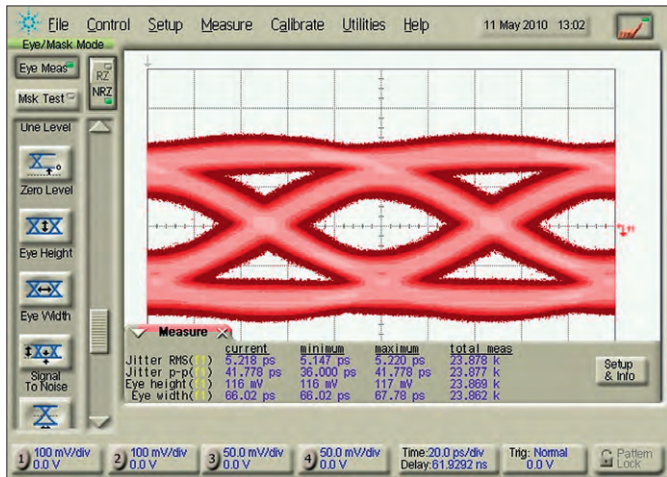 File Control Setup Measure Calibrate Utilities Help 11 May 2010 13:02
Eye/Mask Mode
Eye Meas
RZ
NRZ
Msk Test
One Level
Zero Level
Eye Height
Eye Width
Signal
To Noise
Measure
current minimum maximum total meas
Jitter RMS(f1) 5.218 ps 5.147 ps 5.220 ps 23.878 k
Jitter p-p(f1) 41.778 ps 36.000 ps 41.778 ps 23.877 k
Eye height(f1) 116 mV 116 mV 117 mV 23.869 k
Eye width(f1) 66.02 ps 66.02 ps 67.78 ps 23.862 k
Setup
& Info
1 100 mV/div
0.0 V
2 100 mV/div
0.0 V
3 50.0 mV/div
0.0 V
4 50.0 mV/div
0.0 V
Time:20.0 ps/div
Delay:61.9292 ns
Trig: Normal
0.0 V
Pattern
Lock